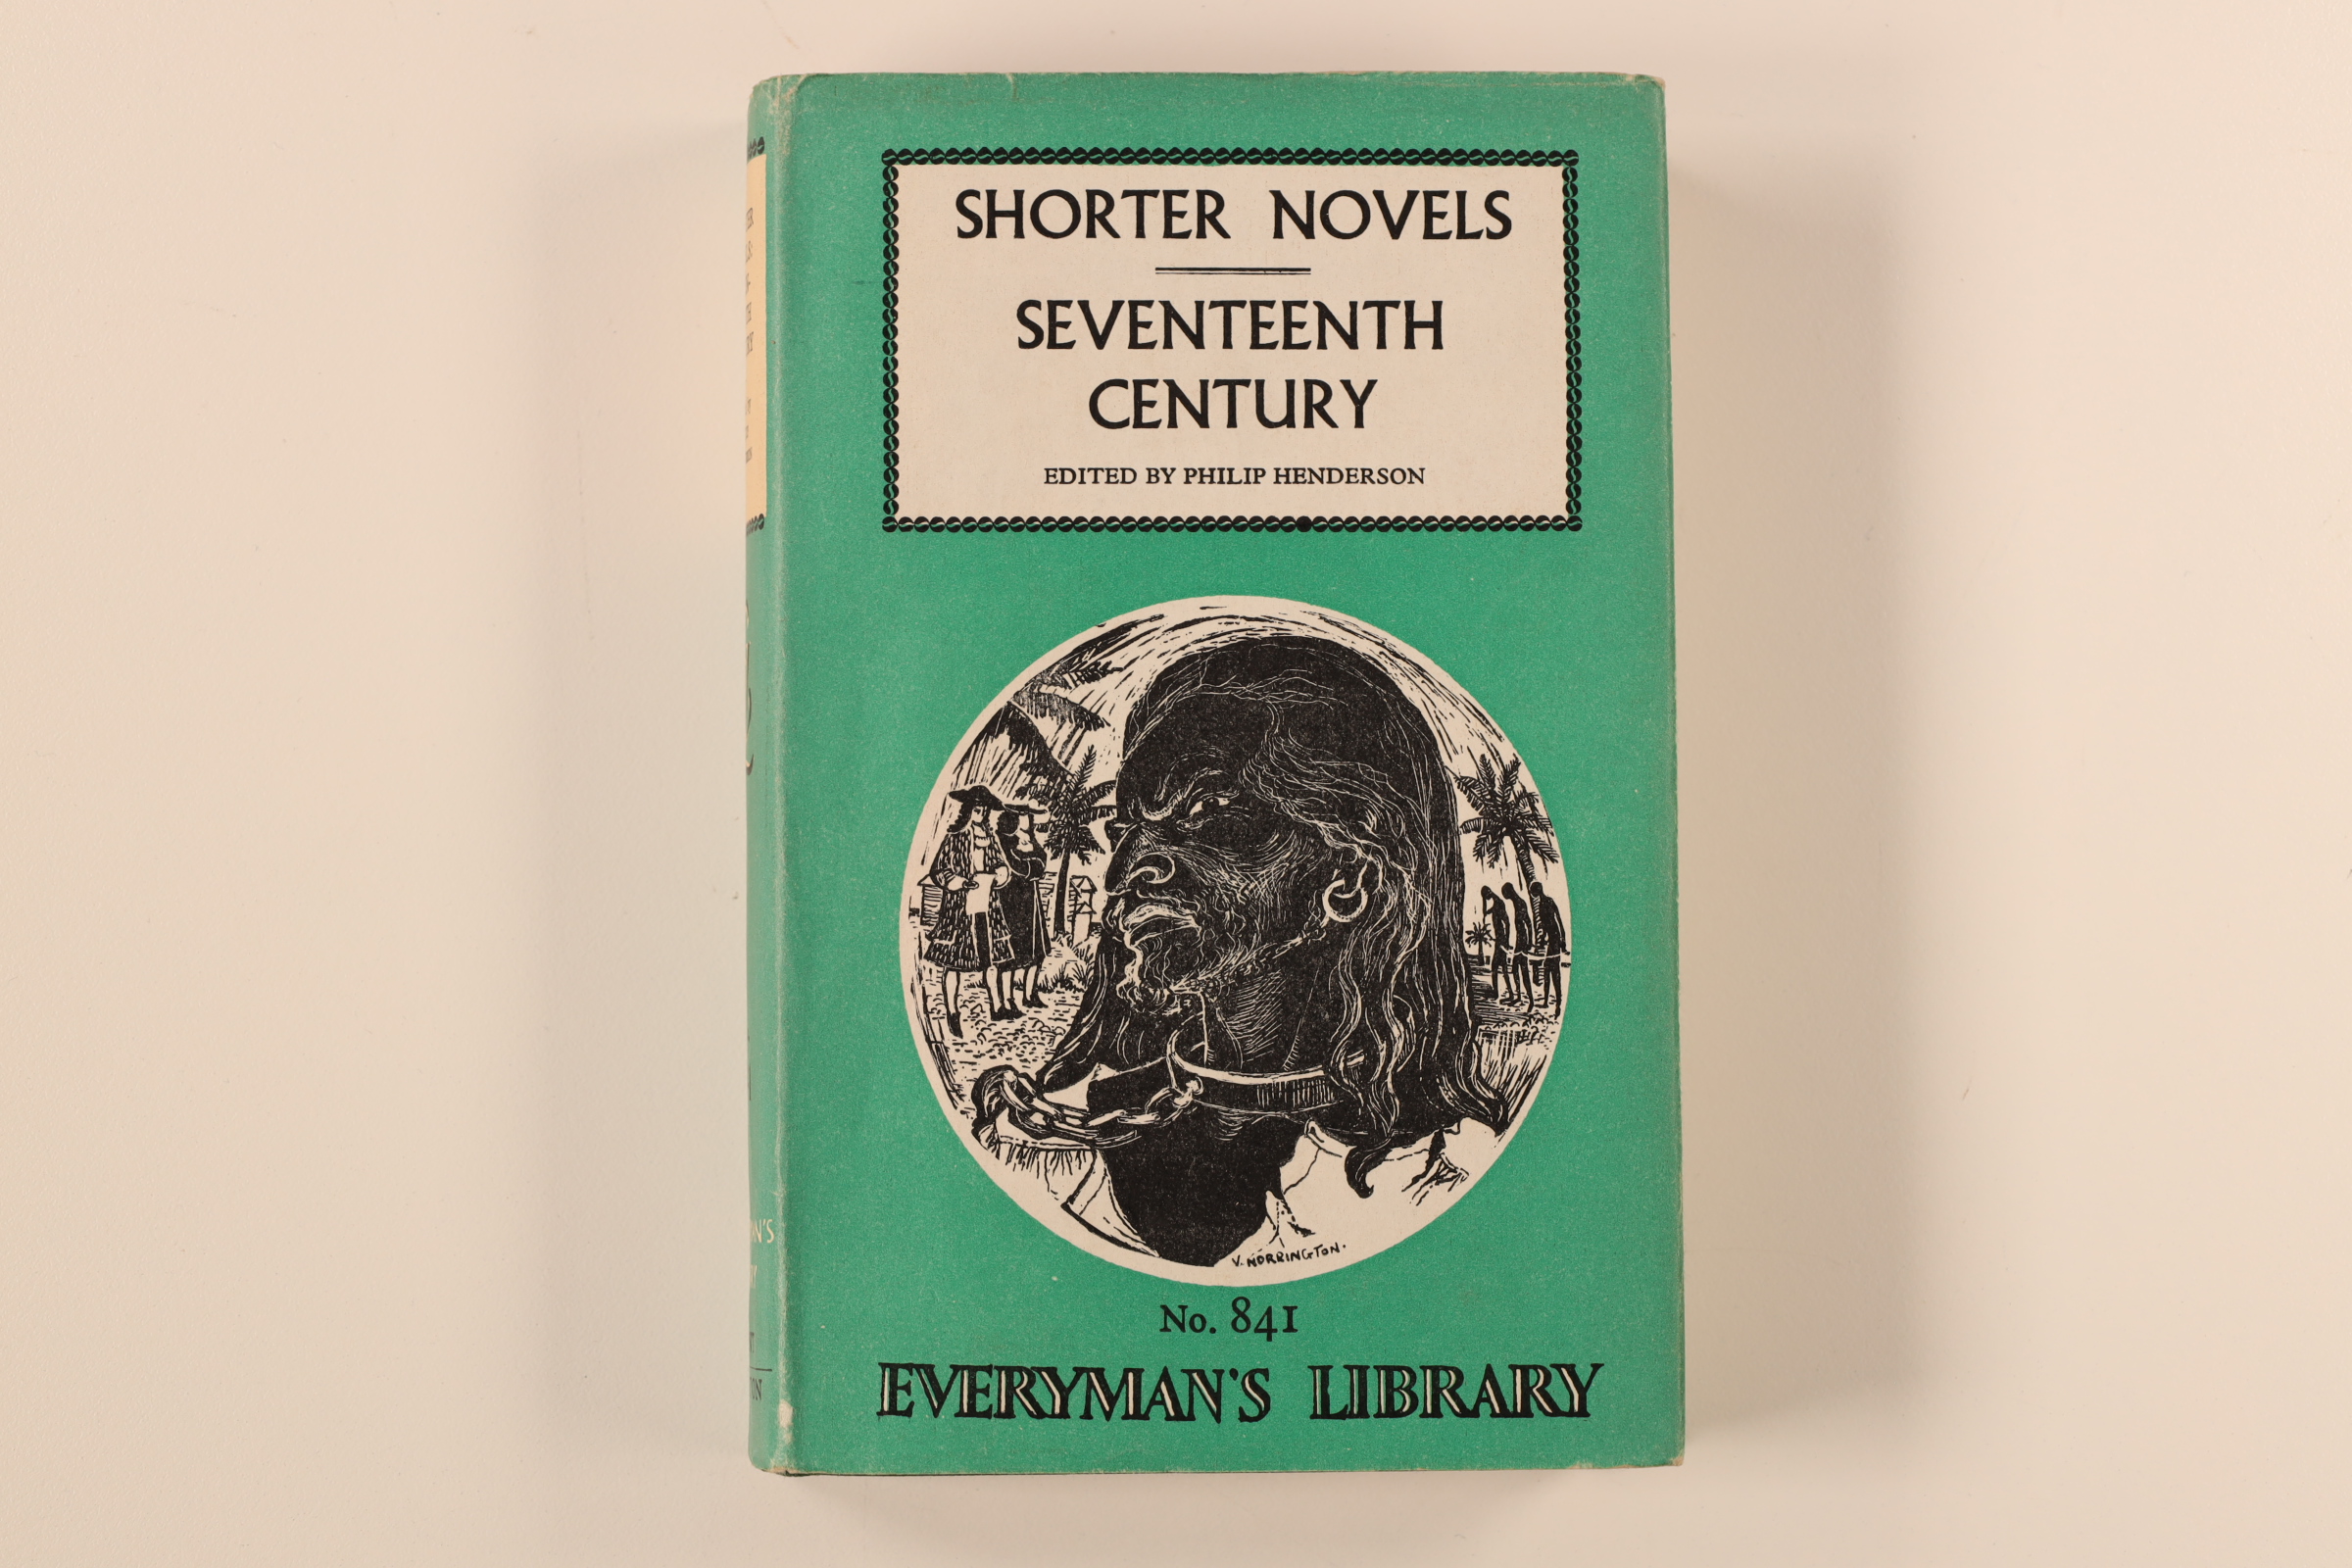 SHORTER NOVELS
SEVENTEENTH
CENTURY
EDITED BY PHILIP HENDERSON
V. NORRINGTON.
No. 841
EVERYMAN'S LIBRARY